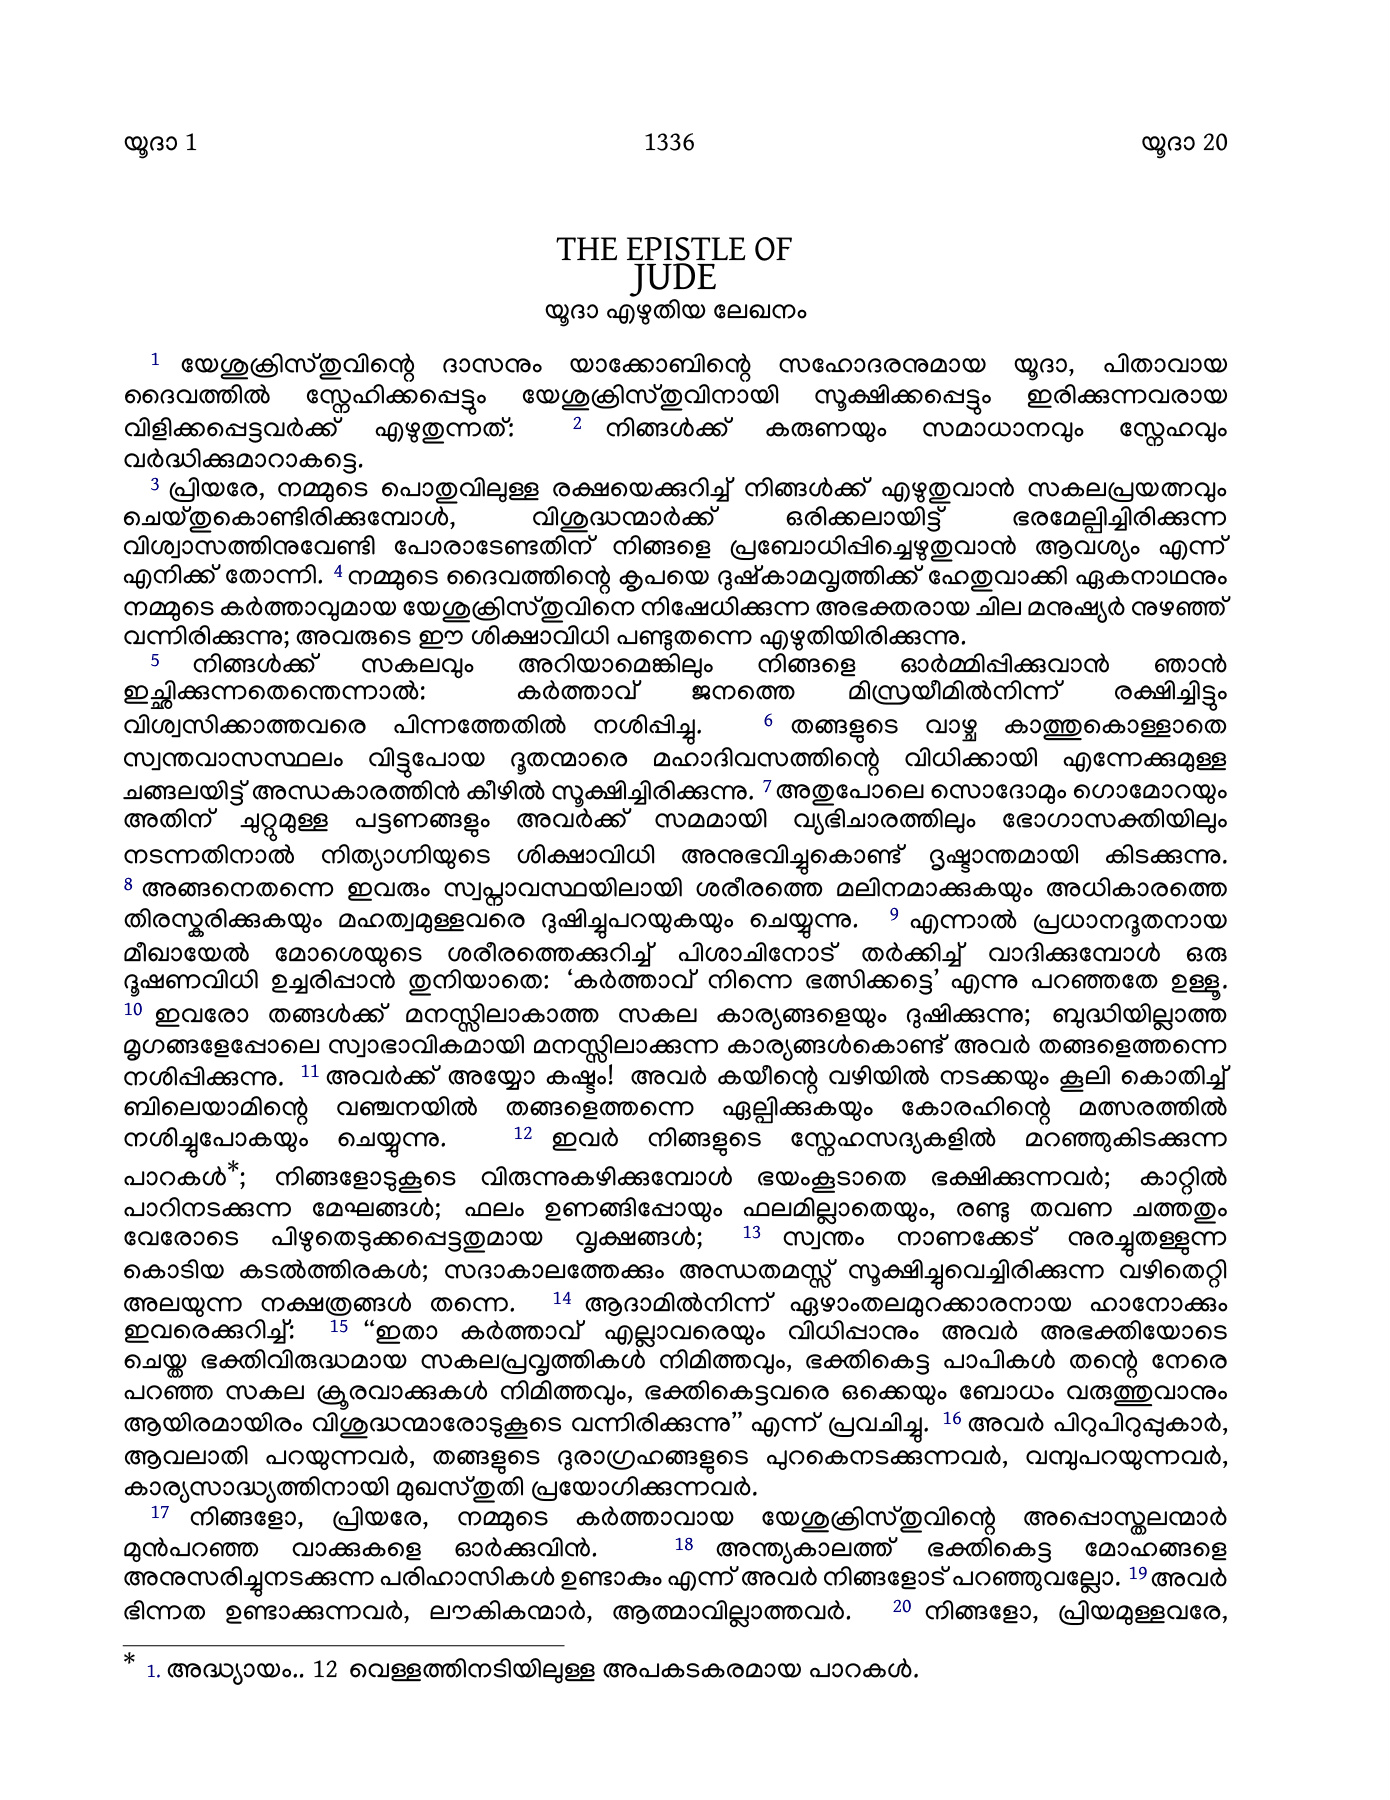 യൂദാ 1 1336 യൂദാ 20
THE EPISTLE OF
JUDE
യൂദാ എഴുതിയ ലേഖനം
1 യേശുക്രിസ്തുവിന്റെ ദാസനും യാക്കോബിന്റെ സഹോദരനുമായ യൂദാ, പിതാവായ
ദൈവത്തിൽ സ്നേഹിക്കപ്പെട്ടും യേശുക്രിസ്തുവിനായി സൂക്ഷിക്കപ്പെട്ടും ഇരിക്കുന്നവരായ
വിളിക്കപ്പെട്ടവർക്ക് എഴുതുന്നത്: 2 നിങ്ങൾക്ക് കരുണയും സമാധാനവും സ്നേഹവും
വർദ്ധിക്കുമാറാകട്ടെ.
3 പ്രിയരേ, നമ്മുടെ പൊതുവിലുള്ള രക്ഷയെക്കുറിച്ച് നിങ്ങൾക്ക് എഴുതുവാൻ സകലപ്രയത്നവും
ചെയ്തുകൊണ്ടിരിക്കുമ്പോൾ, വിശുദ്ധന്മാർക്ക് ഒരിക്കലായിട്ട് ഭരമേല്പിച്ചിരിക്കുന്ന
വിശ്വാസത്തിനുവേണ്ടി പോരാടേണ്ടതിന് നിങ്ങളെ പ്രബോധിപ്പിച്ചെഴുതുവാൻ ആവശ്യം എന്ന്
എനിക്ക് തോന്നി. 4 നമ്മുടെ ദൈവത്തിന്റെ കൃപയെ ദുഷ്കാമവൃത്തിക്ക് ഹേതുവാക്കി ഏകനാഥനും
നമ്മുടെ കർത്താവുമായ യേശുക്രിസ്തുവിനെ നിഷേധിക്കുന്ന അഭക്തരായ ചില മനുഷ്യർ നുഴഞ്ഞ്
വന്നിരിക്കുന്നു; അവരുടെ ഈ ശിക്ഷാവിധി പണ്ടുതന്നെ എഴുതിയിരിക്കുന്നു.
5 നിങ്ങൾക്ക് സകലവും അറിയാമെങ്കിലും നിങ്ങളെ ഓർമ്മിപ്പിക്കുവാൻ ഞാൻ
ഇച്ഛിക്കുന്നതെന്തെന്നാൽ: കർത്താവ് ജനത്തെ മിസ്രയീമിൽനിന്ന് രക്ഷിച്ചിട്ടും
വിശ്വസിക്കാത്തവരെ പിന്നത്തേതിൽ നശിപ്പിച്ചു. 6 തങ്ങളുടെ വാഴ്ച കാത്തുകൊള്ളാതെ
സ്വന്തവാസസ്ഥലം വിട്ടുപോയ ദൂതന്മാരെ മഹാദിവസത്തിന്റെ വിധിക്കായി എന്നേക്കുമുള്ള
ചങ്ങലയിട്ട് അന്ധകാരത്തിൻ കീഴിൽ സൂക്ഷിച്ചിരിക്കുന്നു. 7 അതുപോലെ സൊദോമും ഗൊമോറയും
അതിന് ചുറ്റുമുള്ള പട്ടണങ്ങളും അവർക്ക് സമമായി വ്യഭിചാരത്തിലും ഭോഗാസക്തിയിലും
നടന്നതിനാൽ നിത്യാഗ്നിയുടെ ശിക്ഷാവിധി അനുഭവിച്ചുകൊണ്ട് ദൃഷ്ടാന്തമായി കിടക്കുന്നു.
8 അങ്ങനെതന്നെ ഇവരും സ്വപ്നാവസ്ഥയിലായി ശരീരത്തെ മലിനമാക്കുകയും അധികാരത്തെ
തിരസ്കരിക്കുകയും മഹത്വമുള്ളവരെ ദുഷിച്ചുപറയുകയും ചെയ്യുന്നു. 9 എന്നാൽ പ്രധാനദൂതനായ
മീഖായേൽ മോശെയുടെ ശരീരത്തെക്കുറിച്ച് പിശാചിനോട് തർക്കിച്ച് വാദിക്കുമ്പോൾ ഒരു
ദൂഷണവിധി ഉച്ചരിപ്പാൻ തുനിയാതെ: ‘കർത്താവ് നിന്നെ ഭത്സിക്കട്ടെ’ എന്നു പറഞ്ഞതേ ഉള്ളൂ.
10 ഇവരോ തങ്ങൾക്ക് മനസ്സിലാകാത്ത സകല കാര്യങ്ങളെയും ദുഷിക്കുന്നു; ബുദ്ധിയില്ലാത്ത
മൃഗങ്ങളേപ്പോലെ സ്വാഭാവികമായി മനസ്സിലാക്കുന്ന കാര്യങ്ങൾകൊണ്ട് അവർ തങ്ങളെത്തന്നെ
നശിപ്പിക്കുന്നു. 11 അവർക്ക് അയ്യോ കഷ്ടം! അവർ കയീന്റെ വഴിയിൽ നടക്കയും കൂലി കൊതിച്ച്
ബിലെയാമിന്റെ വഞ്ചനയിൽ തങ്ങളെത്തന്നെ ഏല്പിക്കുകയും കോരഹിന്റെ മത്സരത്തിൽ
നശിച്ചുപോകയും ചെയ്യുന്നു. 12 ഇവർ നിങ്ങളുടെ സ്നേഹസദ്യകളിൽ മറഞ്ഞുകിടക്കുന്ന
പാറകൾ*; നിങ്ങളോടുകൂടെ വിരുന്നുകഴിക്കുമ്പോൾ ഭയംകൂടാതെ ഭക്ഷിക്കുന്നവർ; കാറ്റിൽ
പാറിനടക്കുന്ന മേഘങ്ങൾ; ഫലം ഉണങ്ങിപ്പോയും ഫലമില്ലാതെയും, രണ്ടു തവണ ചത്തതും
വേരോടെ പിഴുതെടുക്കപ്പെട്ടതുമായ വൃക്ഷങ്ങൾ; 13 സ്വന്തം നാണക്കേട് നുരച്ചുതള്ളുന്ന
കൊടിയ കടൽത്തിരകൾ; സദാകാലത്തേക്കും അന്ധതമസ്സ് സൂക്ഷിച്ചുവെച്ചിരിക്കുന്ന വഴിതെറ്റി
അലയുന്ന നക്ഷത്രങ്ങൾ തന്നെ. 14 ആദാമിൽനിന്ന് ഏഴാംതലമുറക്കാരനായ ഹാനോക്കും
ഇവരെക്കുറിച്ച്: 15 “ഇതാ കർത്താവ് എല്ലാവരെയും വിധിപ്പാനും അവർ അഭക്തിയോടെ
ചെയ്ത ഭക്തിവിരുദ്ധമായ സകലപ്രവൃത്തികൾ നിമിത്തവും, ഭക്തികെട്ട പാപികൾ തന്റെ നേരെ
പറഞ്ഞ സകല ക്രൂരവാക്കുകൾ നിമിത്തവും, ഭക്തികെട്ടവരെ ഒക്കെയും ബോധം വരുത്തുവാനും
ആയിരമായിരം വിശുദ്ധന്മാരോടുകൂടെ വന്നിരിക്കുന്നു” എന്ന് പ്രവചിച്ചു. 16 അവർ പിറുപിറുപ്പുകാർ,
ആവലാതി പറയുന്നവർ, തങ്ങളുടെ ദുരാഗ്രഹങ്ങളുടെ പുറകെനടക്കുന്നവർ, വമ്പുപറയുന്നവർ,
കാര്യസാദ്ധ്യത്തിനായി മുഖസ്തുതി പ്രയോഗിക്കുന്നവർ.
17 നിങ്ങളോ, പ്രിയരേ, നമ്മുടെ കർത്താവായ യേശുക്രിസ്തുവിന്റെ അപ്പൊസ്തലന്മാർ
മുൻപറഞ്ഞ വാക്കുകളെ ഓർക്കുവിൻ. 18 അന്ത്യകാലത്ത് ഭക്തികെട്ട മോഹങ്ങളെ
അനുസരിച്ചുനടക്കുന്ന പരിഹാസികൾ ഉണ്ടാകും എന്ന് അവർ നിങ്ങളോട് പറഞ്ഞുവല്ലോ. 19 അവർ
ഭിന്നത ഉണ്ടാക്കുന്നവർ, ലൗകികന്മാർ, ആത്മാവില്ലാത്തവർ. 20 നിങ്ങളോ, പ്രിയമുള്ളവരേ,
* 1. അദ്ധ്യായം.. 12 വെള്ളത്തിനടിയിലുള്ള അപകടകരമായ പാറകൾ.